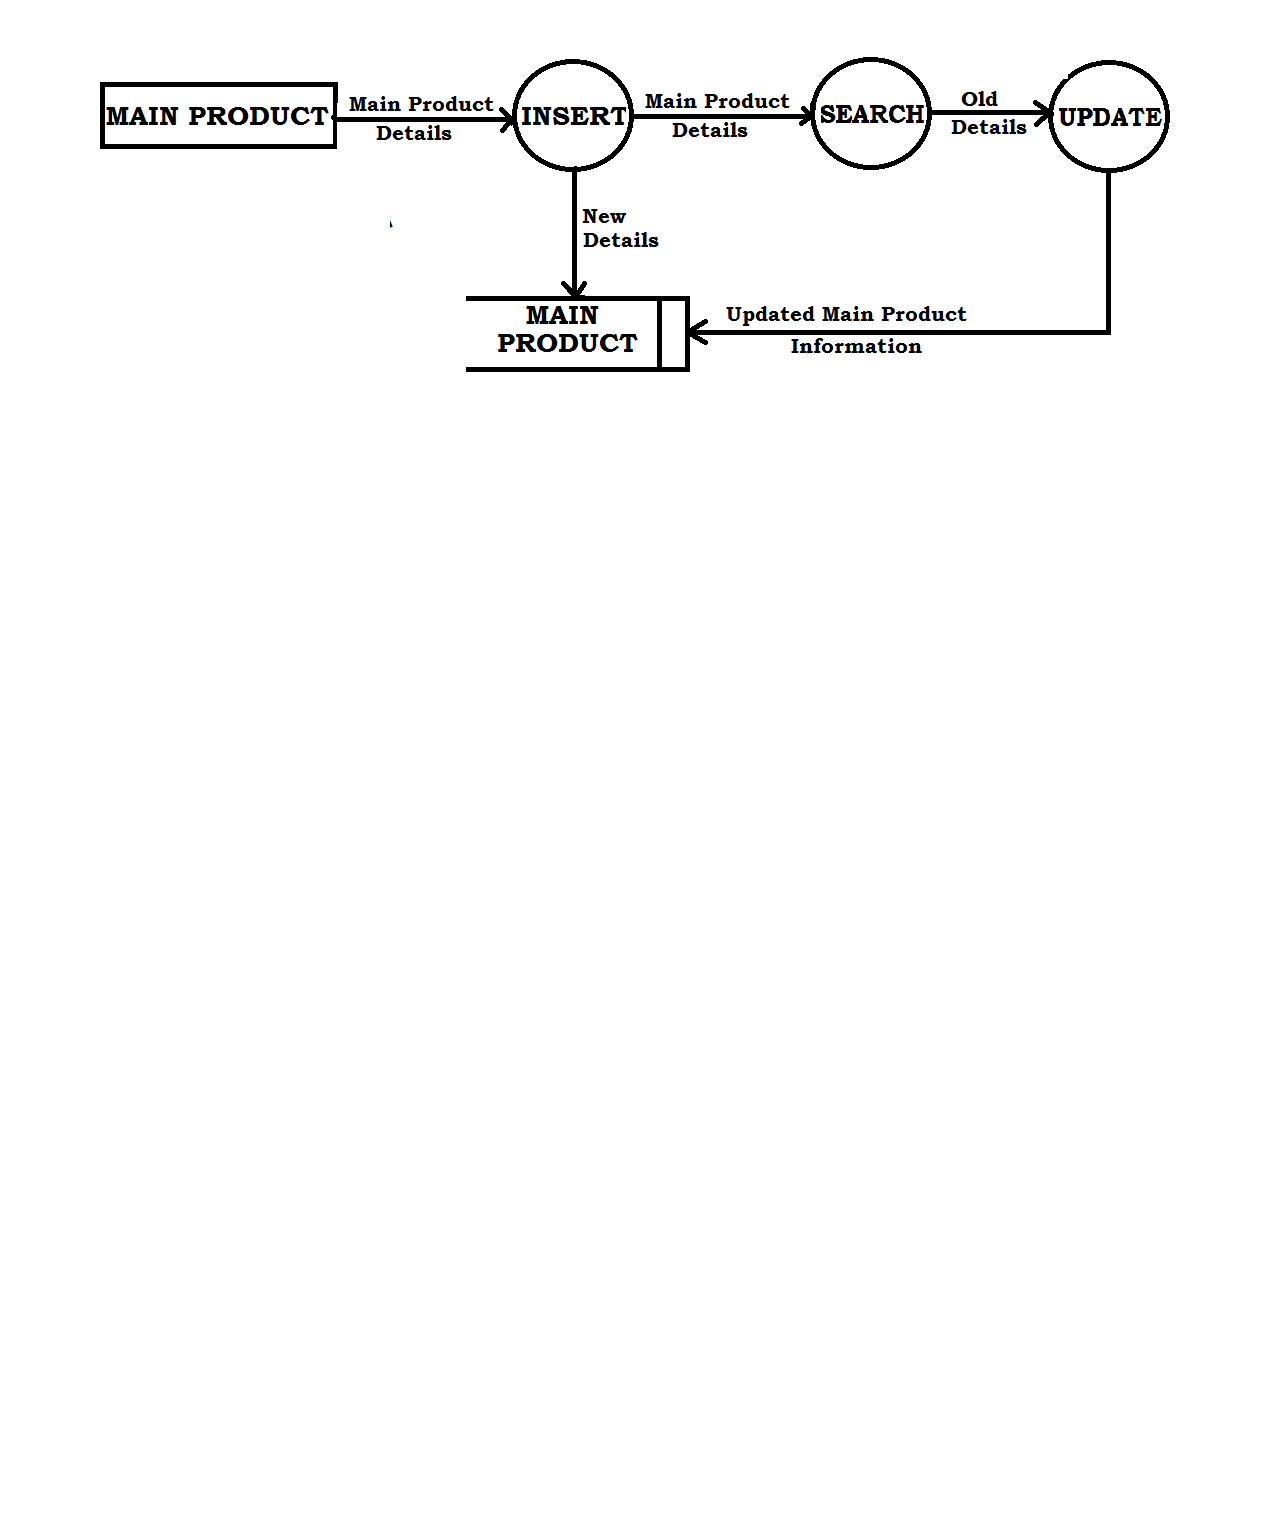 MAIN PRODUCT
Main Product
Details
INSERT
Main Product
Details
SEARCH
Old
Details
UPDATE
New
Details
MAIN
PRODUCT
Updated Main Product
Information